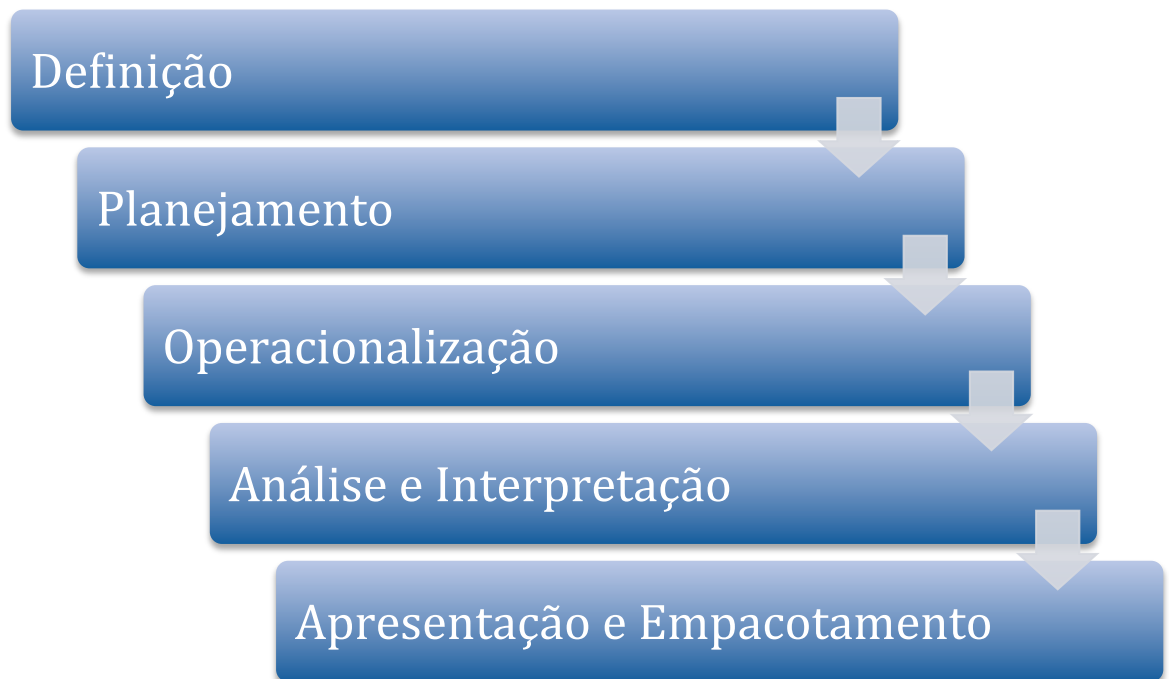 Definição
Planejamento
Operacionalização
Análise e Interpretação
Apresentação e Empacotamento